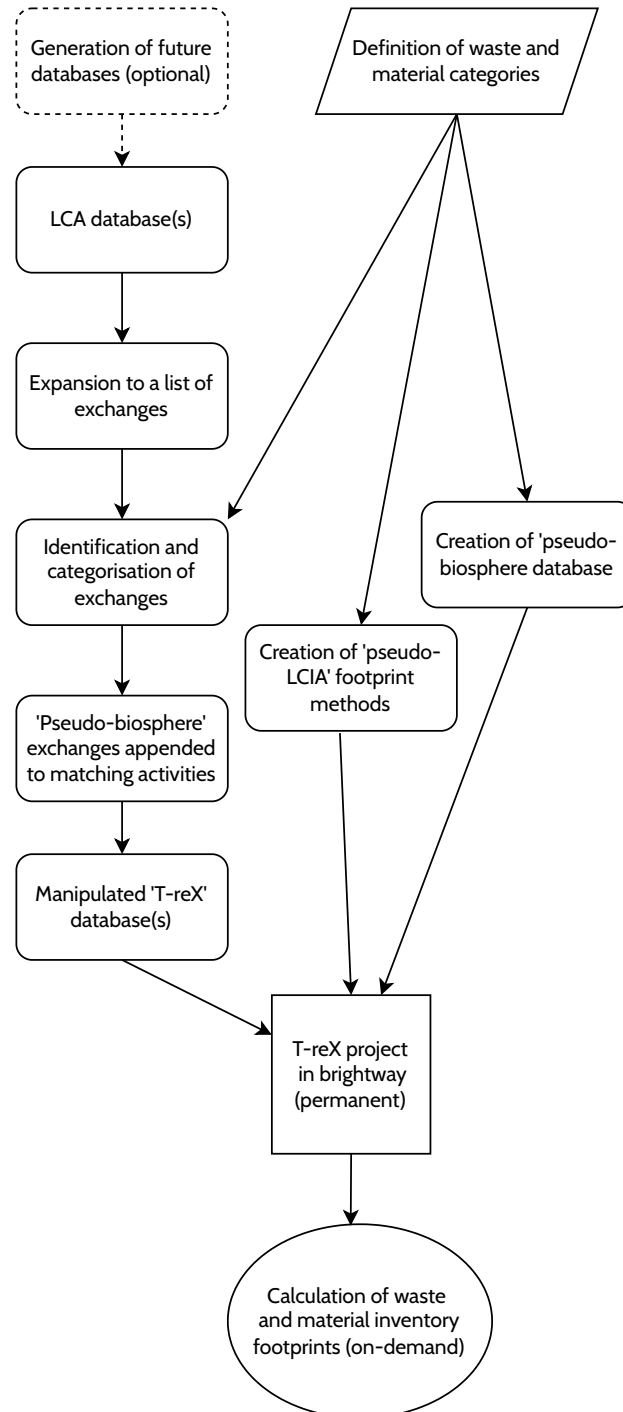 Generation of future
databases (optional)
Definition of waste and
material categories
LCA database(s)
Expansion to a list of
exchanges
Identification and
categorisation of
exchanges
Creation of 'pseudo-
biosphere database
Creation of 'pseudo-
LCIA' footprint
methods
'Pseudo-biosphere'
exchanges appended
to matching activities
Manipulated 'T-reX'
database(s)
T-reX project
in brightway
(permanent)
Calculation of waste
and material inventory
footprints (on-demand)